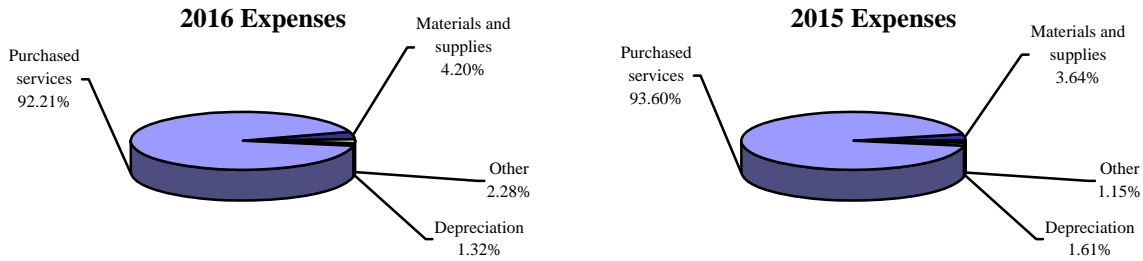 2016 Expenses
Purchased
services
92.21%
Materials and
supplies
4.20%
Other
2.28%
Depreciation
1.32%
2015 Expenses
Purchased
services
93.60%
Materials and
supplies
3.64%
Other
1.15%
Depreciation
1.61%